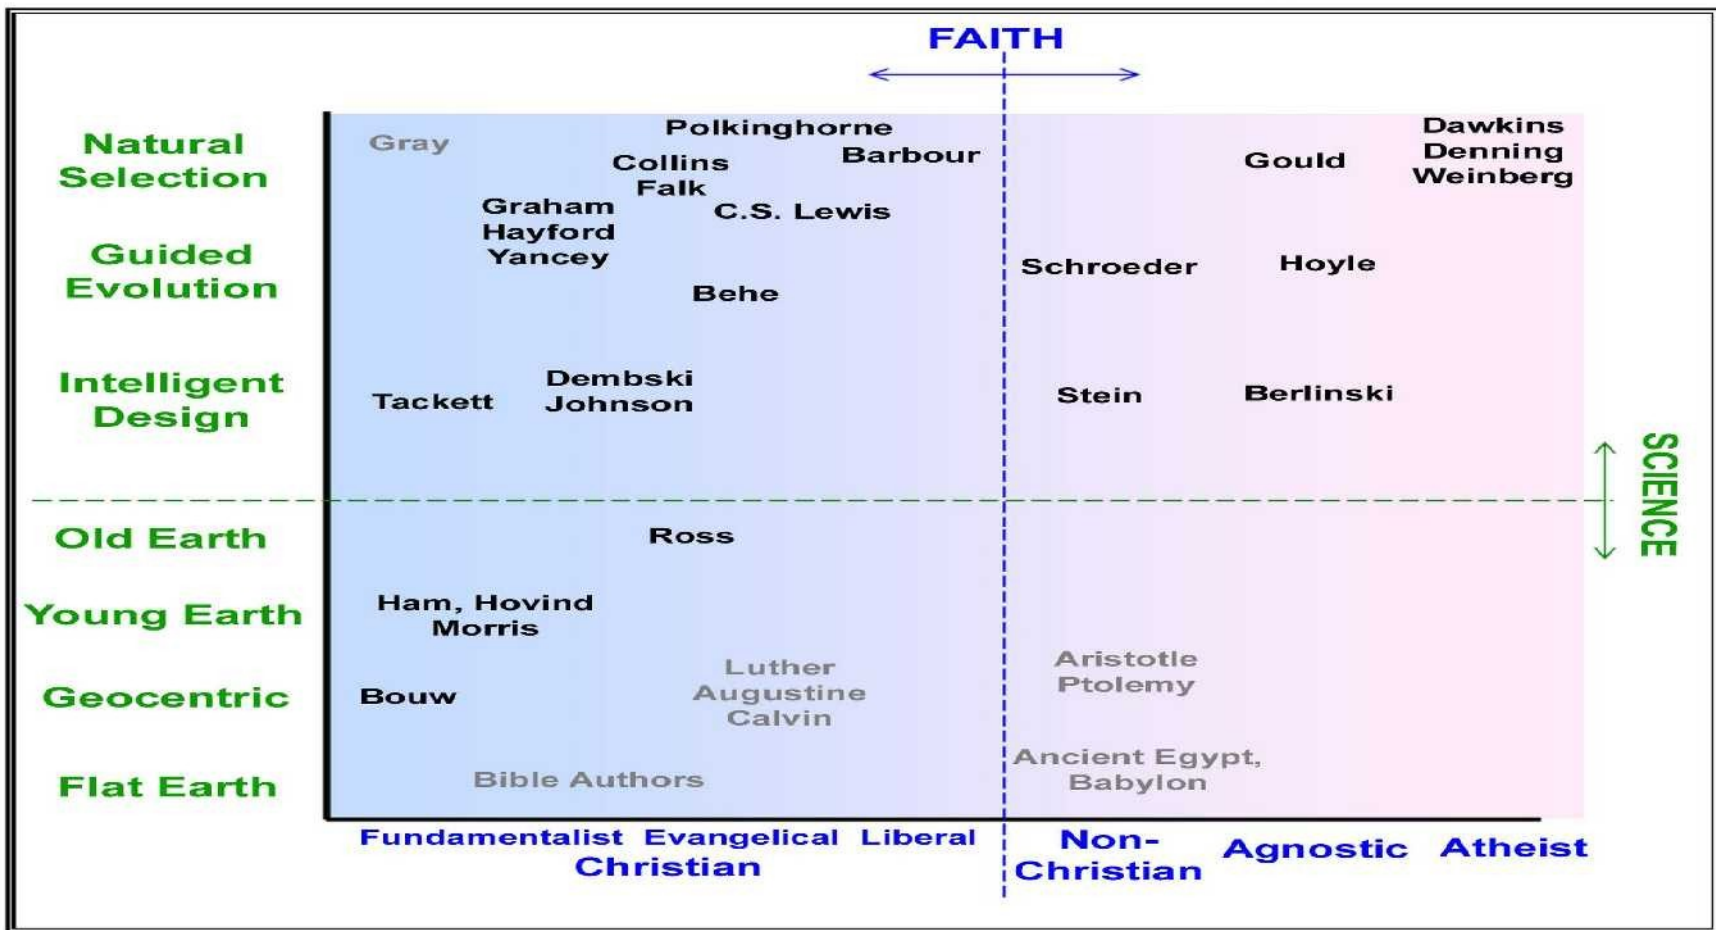 FAITH
Natural
Selection
Gray
Polkinghorne
Barbour
Collins
Falk
Gould
Dawkins
Denning
Weinberg
Graham
Hayford
Yancey
C.S. Lewis
Guided
Evolution
Behe
Schroeder
Hoyle
Intelligent
Design
Tackett
Dembski
Johnson
Stein
Berlinski
SCIENCE
Old Earth
Ross
Young Earth
Ham, Hovind
Morris
Geocentric
Bouw
Luther
Augustine
Calvin
Aristotle
Ptolemy
Flat Earth
Bible Authors
Ancient Egypt,
Babylon
Fundamentalist Evangelical Liberal
Christian
Non-
Christian
Agnostic
Atheist